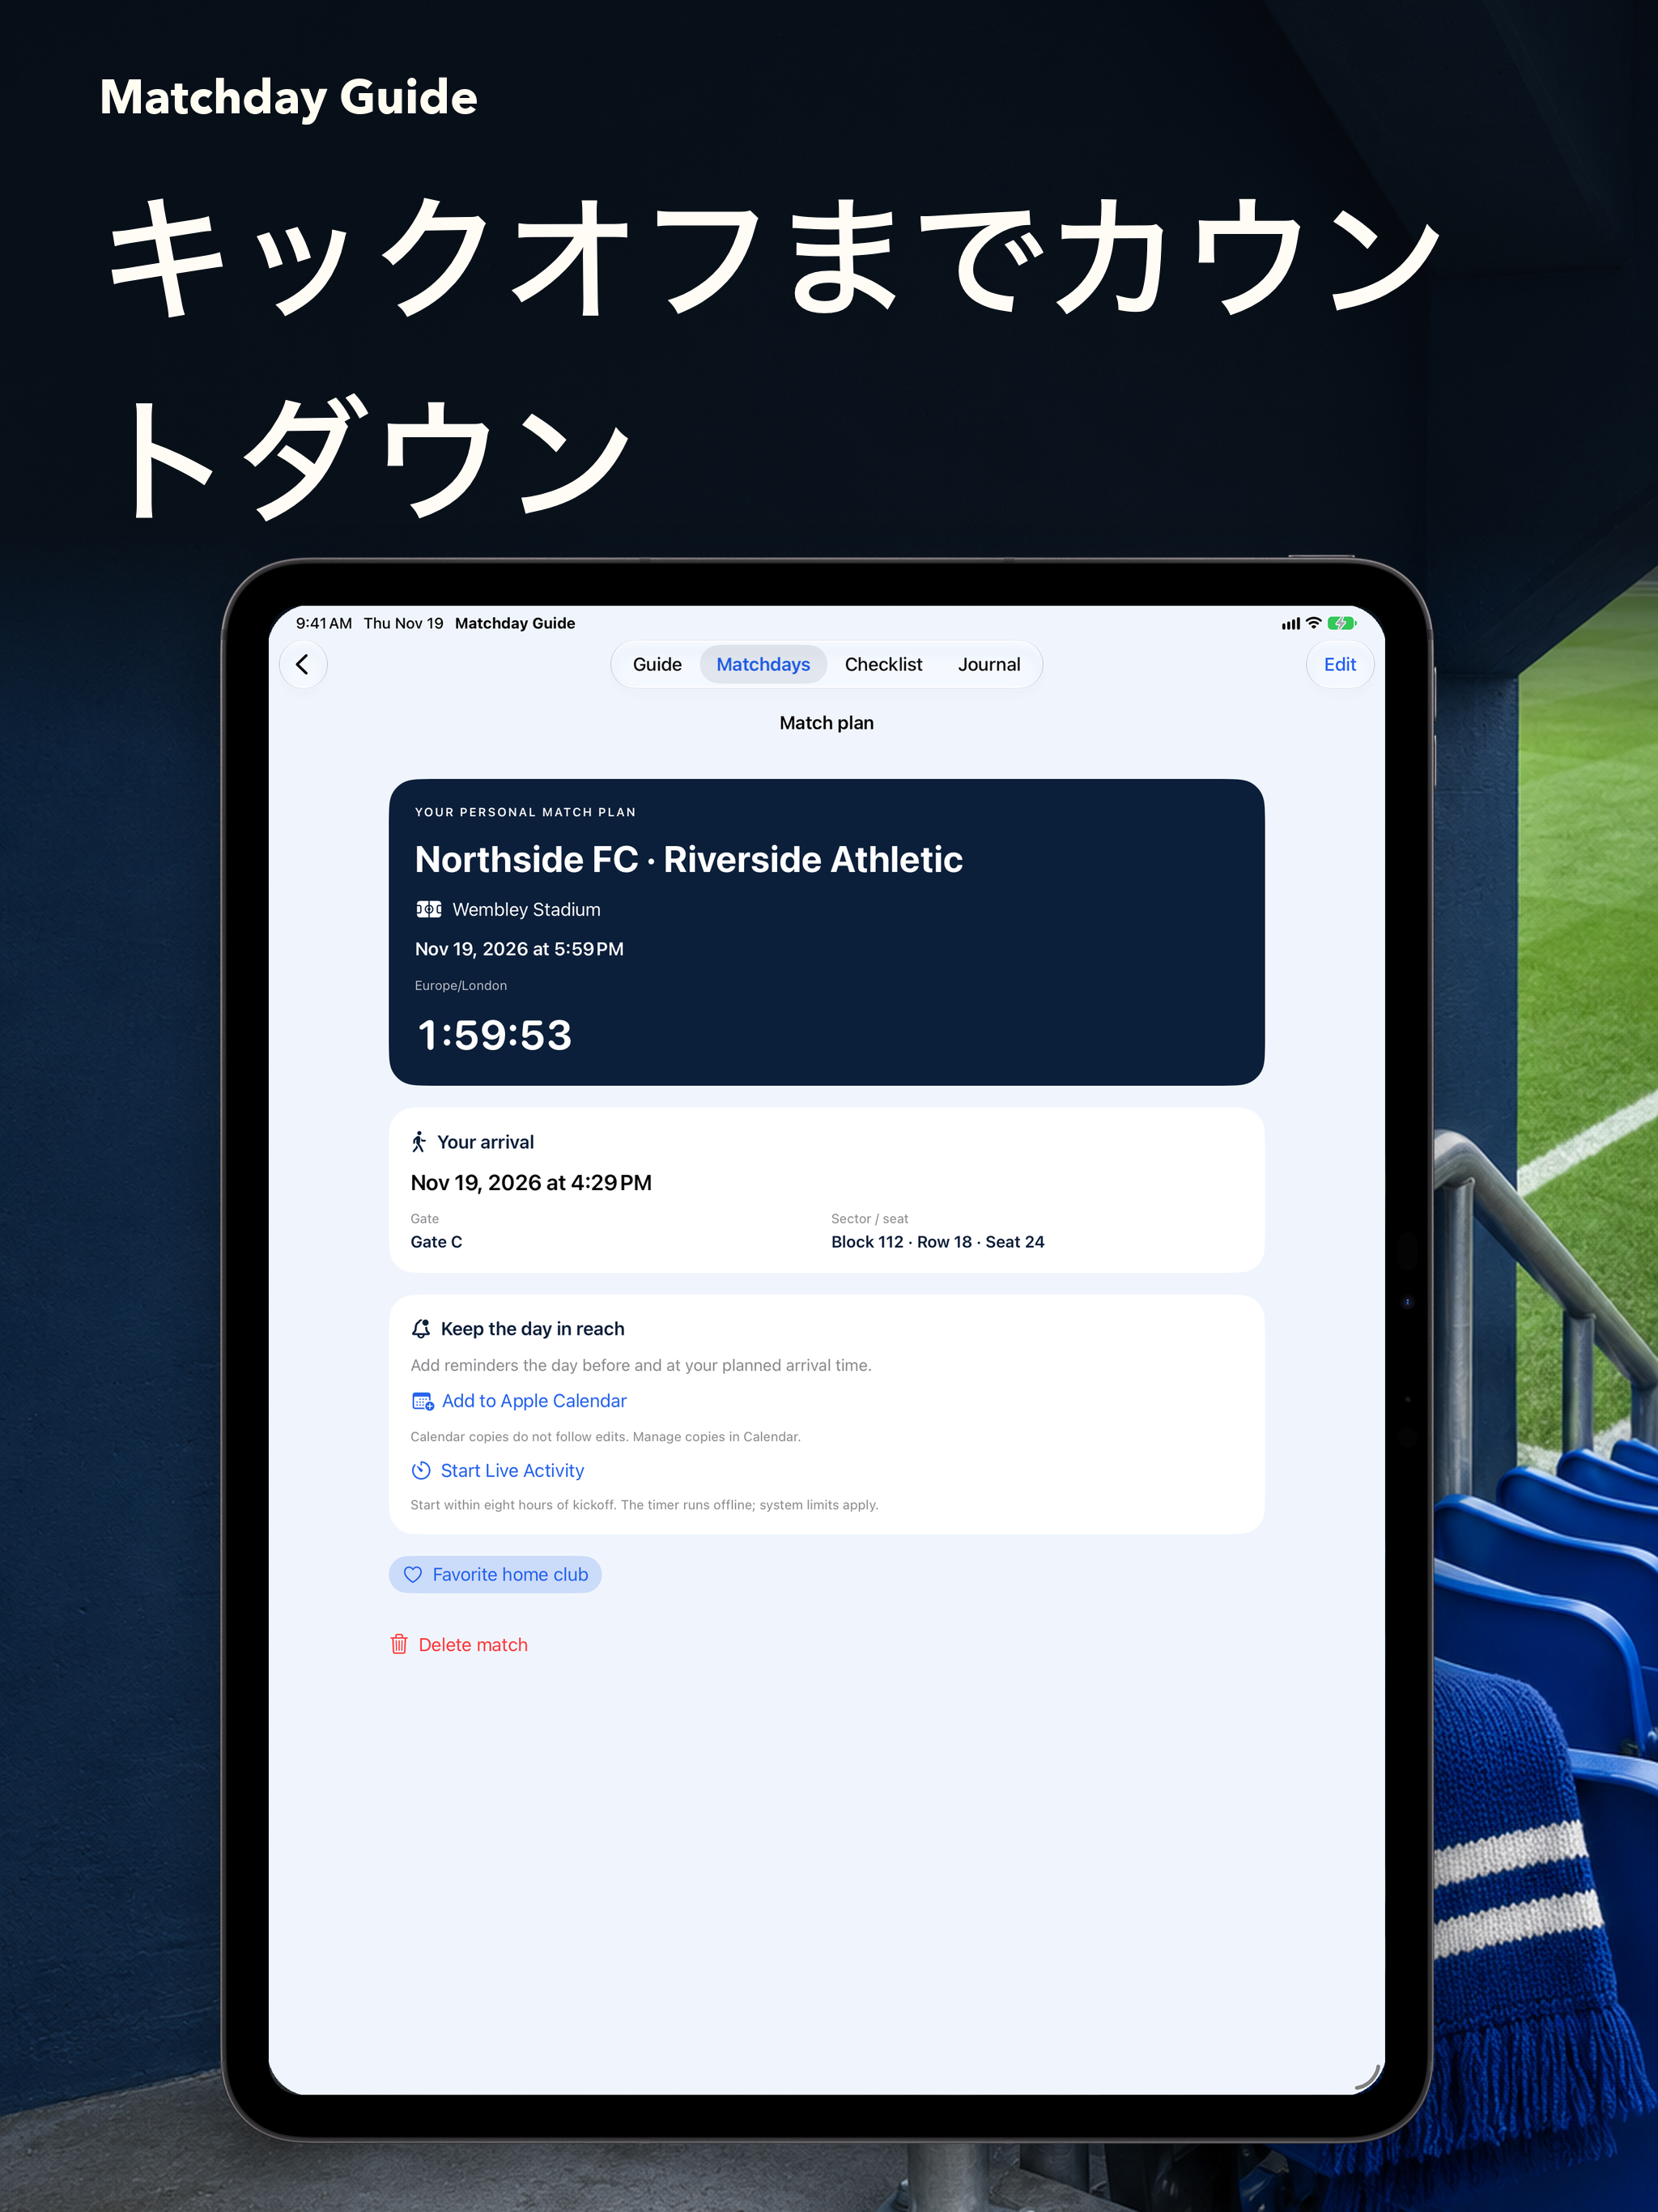 Matchday Guide
キックオフまでカウン
トダウン
9:41 AM Thu Nov 19 Matchday Guide
Guide Matchdays Checklist Journal Edit
Match plan
YOUR PERSONAL MATCH PLAN
Northside FC · Riverside Athletic
Wembley Stadium
Nov 19, 2026 at 5:59 PM
Europe/London
1:59:53
Your arrival
Nov 19, 2026 at 4:29 PM
Gate Sector / seat
Gate C Block 112 · Row 18 · Seat 24
Keep the day in reach
Add reminders the day before and at your planned arrival time.
Add to Apple Calendar
Calendar copies do not follow edits. Manage copies in Calendar.
Start Live Activity
Start within eight hours of kickoff. The timer runs offline; system limits apply.
Favorite home club
Delete match